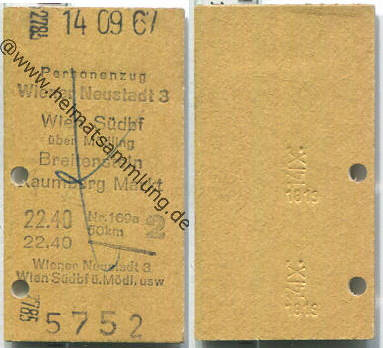 14 09 67
Personenzug
Wiener Neustadt 3
Wien Südbf
über Mödling
Breitenstein
Kaumberg Markt
22.40 Nr. 169a 2
22.40 50km
Wiener Neustadt 3
Wien Südbf ü. Mödl. usw
5752
@www.heimatsammlung.de